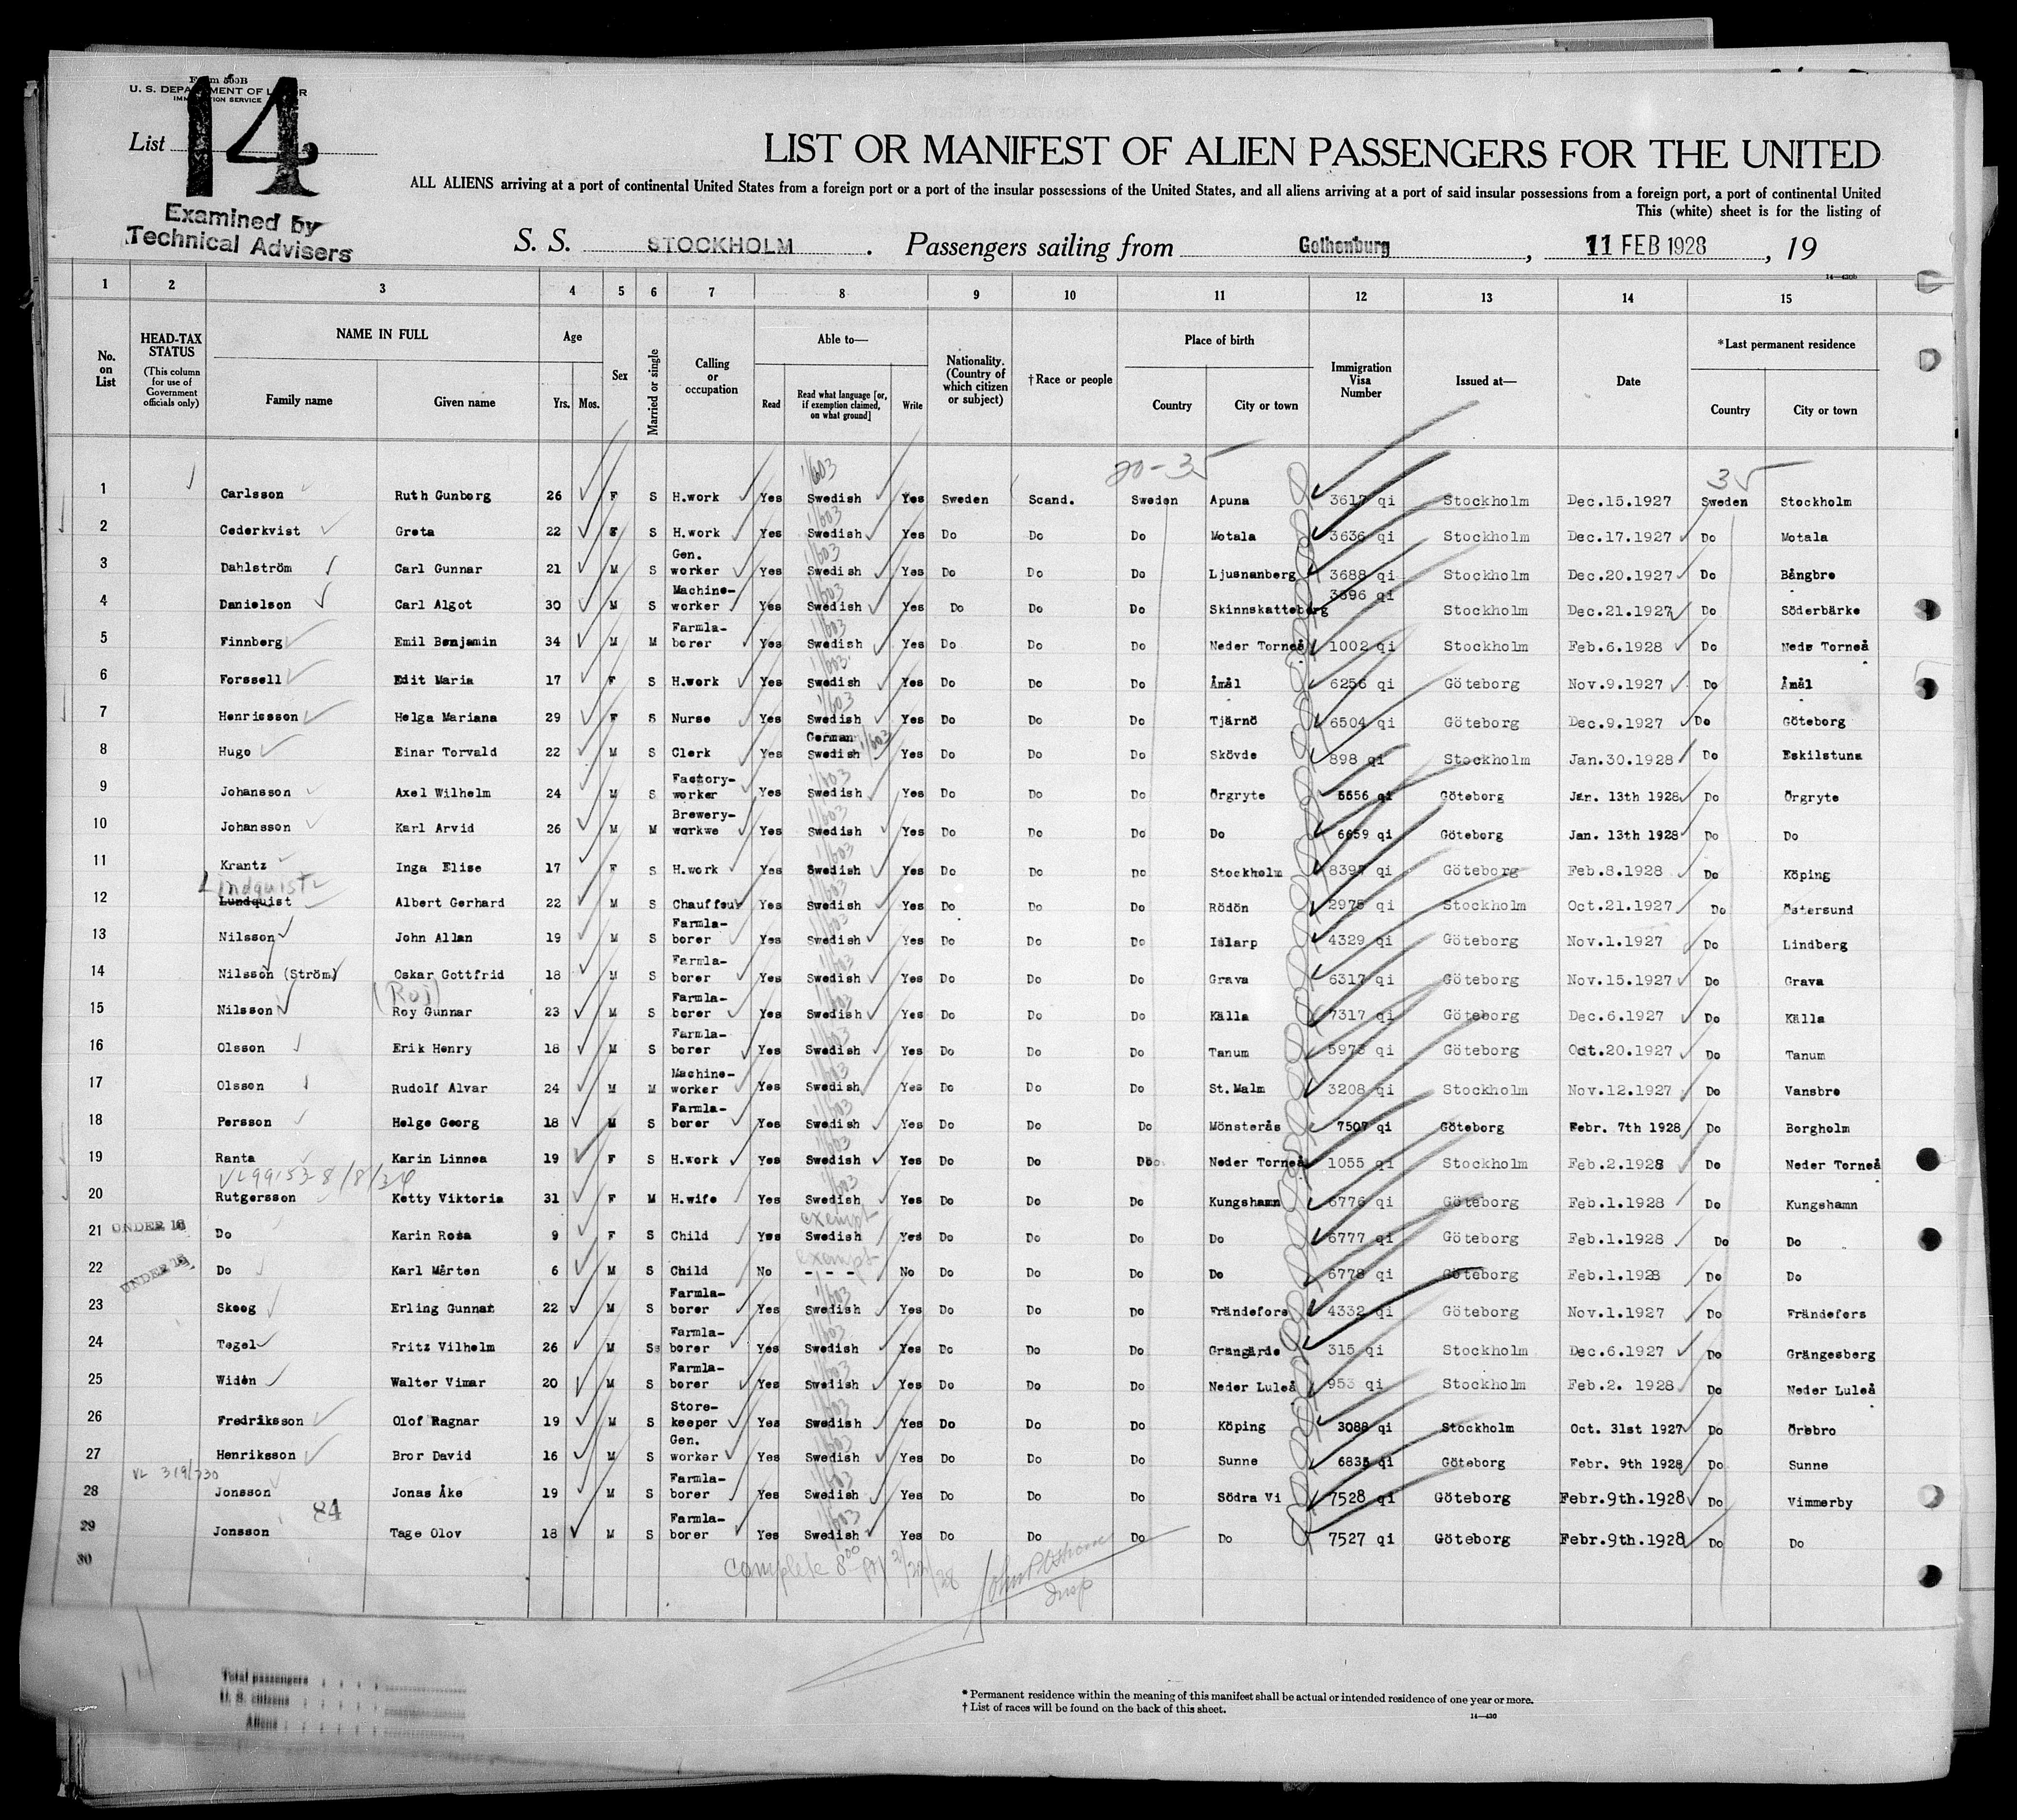 Form 500B
U. S. DEPARTMENT OF LABOR
IMMIGRATION SERVICE
List 14
Examined by
Technical Advisers
LIST OR MANIFEST OF ALIEN PASSENGERS FOR THE UNITED
ALL ALIENS arriving at a port of continental United States from a foreign port or a port of the insular possessions of the United States, and all aliens arriving at a port of said insular possessions from a foreign port, a port of continental United
This (white) sheet is for the listing of
S. S. STOCKHOLM. Passengers sailing from Gothenburg, 11 FEB 1928, 19
14—430b
1 2 3 4 5 6 7 8 9 10 11 12 13 14 15
No. on List
HEAD-TAX STATUS (This column for use of Government officials only)
NAME IN FULL Family name Given name
Age Yrs. Mos.
Sex
Married or single
Calling or occupation
Able to— Read Read what language [or, if exemption claimed, on what ground] Write
Nationality. (Country of which citizen or subject)
†Race or people
Place of birth Country City or town
Immigration Visa Number
Issued at—
Date
*Last permanent residence Country City or town
20-35 35
1 Carlsson Ruth Gunborg 26 F S H.work Yes Swedish Yes Sweden Scand. Sweden Apuna 3617 qi Stockholm Dec.15.1927 Sweden Stockholm
2 Cederkvist Greta 22 F S H.work Yes Swedish Yes Do Do Do Motala 3636 qi Stockholm Dec.17.1927 Do Motala
3 Dahlström Carl Gunnar 21 M S Gen. worker Yes Swedish Yes Do Do Do Ljusnanberg 3688 qi Stockholm Dec.20.1927 Do Bångbro
4 Danielson Carl Algot 30 M S Machine-worker Yes Swedish Yes Do Do Do Skinnskatteberg 3696 qi Stockholm Dec.21.1927 Do Söderbärke
5 Finnberg Emil Benjamin 34 M M Farmla-borer Yes Swedish Yes Do Do Do Neder Torneå 1002 qi Stockholm Feb.6.1928 Do Nede Torneå
6 Forssell Edit Maria 17 F S H.work Yes Swedish Yes Do Do Do Åmål 6256 qi Göteborg Nov.9.1927 Do Åmål
7 Henricsson Helga Mariana 29 F S Nurse Yes Swedish Yes Do Do Do Tjärnö 6504 qi Göteborg Dec.9.1927 Do Göteborg
8 Hugo Einar Torvald 22 M S Clerk Yes German Swedish Yes Do Do Do Skövde 898 qi Stockholm Jan.30.1928 Do Eskilstuna
9 Johansson Axel Wilhelm 24 M S Factory-worker Yes Swedish Yes Do Do Do Örgryte 6656 qi Göteborg Jan. 13th 1928 Do Örgryte
10 Johansson Karl Arvid 26 M M Brewery-workwe Yes Swedish Yes Do Do Do Do 6659 qi Göteborg Jan. 13th 1928 Do Do
11 Krantz Inga Elise 17 F S H.work Yes Swedish Yes Do Do Do Stockholm 8397 qi Göteborg Feb.8.1928 Do Köping
Lindquist
12 Lundquist Albert Gerhard 22 M S Chauffeur Yes Swedish Yes Do Do Do Rödön 2975 qi Stockholm Oct.21.1927 Do Östersund
13 Nilsson John Allan 19 M S Farmla-borer Yes Swedish Yes Do Do Do Islarp 4329 qi Göteborg Nov.1.1927 Do Lindberg
14 Nilsson (Ström) Oskar Gottfrid 18 M S Farmla-borer Yes Swedish Yes Do Do Do Grava 6317 qi Göteborg Nov.15.1927 Do Grava
(Roj)
15 Nilsson Roy Gunnar 23 M S Farmla-borer Yes Swedish Yes Do Do Do Källa 7317 qi Göteborg Dec.6.1927 Do Källa
16 Olsson Erik Henry 18 M S Farmla-borer Yes Swedish Yes Do Do Do Tanum 5973 qi Göteborg Oct.20.1927 Do Tanum
17 Olsson Rudolf Alvar 24 M M Machine-worker Yes Swedish Yes Do Do Do St.Malm 3208 qi Stockholm Nov.12.1927 Do Vansbro
18 Persson Helge Georg 18 M S Farmla-borer Yes Swedish Yes Do Do Do Mönsterås 7507 qi Göteborg Febr. 7th 1928 Do Borgholm
19 Ranta Karin Linnea 19 F S H.work Yes Swedish Yes Do Do Do Neder Torneå 1055 qi Stockholm Feb.2.1928 Do Neder Torneå
20 Rutgersson Ketty Viktoria 31 F M H.wife Yes Swedish Yes Do Do Do Kungshamn 6776 qi Göteborg Feb.1.1928 Do Kungshamn
21 UNDER 16 Do Karin Rosa 9 F S Child Yes exempt Swedish Yes Do Do Do Do 6777 qi Göteborg Feb.1.1928 Do Do
22 UNDER 16 Do Karl Mårten 6 M S Child No exempt - - - No Do Do Do Do 6778 qi Göteborg Feb.1.1928 Do Do
23 Skoog Erling Gunnar 22 M S Farmla-borer Yes Swedish Yes Do Do Do Frändefors 4332 qi Göteborg Nov.1.1927 Do Frändefors
24 Tegel Fritz Vilhelm 26 M S Farmla-borer Yes Swedish Yes Do Do Do Grangärde 315 qi Stockholm Dec.6.1927 Do Grängesberg
25 Widén Walter Vimar 20 M S Farmla-borer Yes Swedish Yes Do Do Do Neder Luleå 953 qi Stockholm Feb.2. 1928 Do Neder Luleå
26 Fredriksson Olof Ragnar 19 M S Store-keeper Yes Swedish Yes Do Do Do Köping 3088 qi Stockholm Oct. 31st 1927 Do Örebro
27 Henriksson Bror David 16 M S Gen. worker Yes Swedish Yes Do Do Do Sunne 6835 qi Göteborg Febr. 9th 1928 Do Sunne
28 Jonsson Jonas Åke 19 M S Farmla-borer Yes Swedish Yes Do Do Do Södra Vi 7528 qi Göteborg Febr.9th.1928 Do Vimmerby
84
29 Jonsson Tage Olov 18 M S Farmla-borer Yes Swedish Yes Do Do Do Do 7527 qi Göteborg Febr.9th.1928 Do Do
30
Complete 8 00 PM 2/20/28 John P Osborne
Insp
Total passengers
U. S. citizens
Aliens
* Permanent residence within the meaning of this manifest shall be actual or intended residence of one year or more.
† List of races will be found on the back of this sheet.
14—430